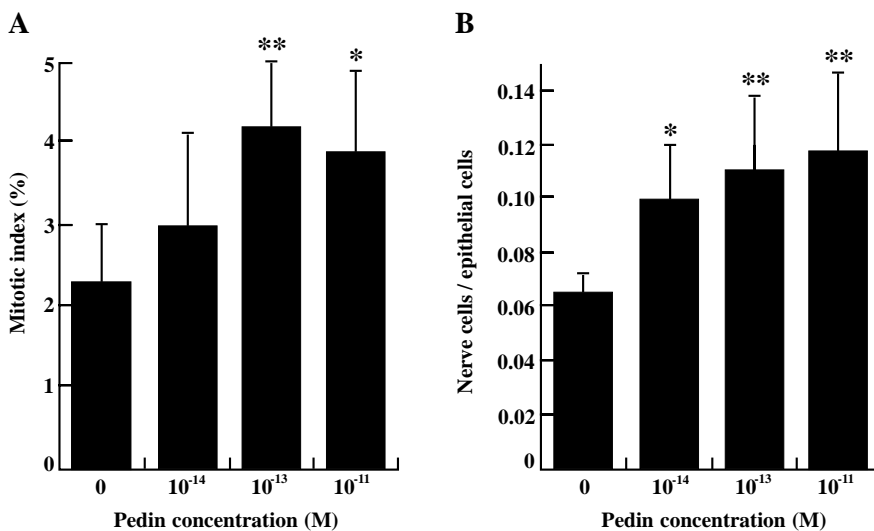 A
Mitotic index (%)
5
4
3
2
1
0
**
*
0 10⁻¹⁴ 10⁻¹³ 10⁻¹¹
Pedin concentration (M)
B
Nerve cells / epithelial cells
0.14
0.12
0.10
0.08
0.06
0.04
0.02
0
*
**
**
0 10⁻¹⁴ 10⁻¹³ 10⁻¹¹
Pedin concentration (M)